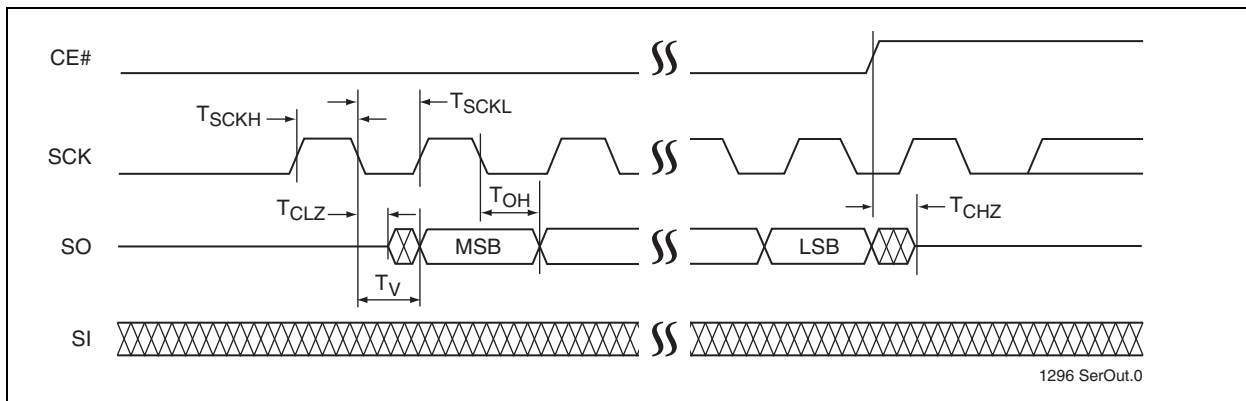 CE#
TSCKH
TSCKL
SCK
TCLZ
TOH
TCHZ
SO
MSB
LSB
TV
SI
1296 SerOut.0